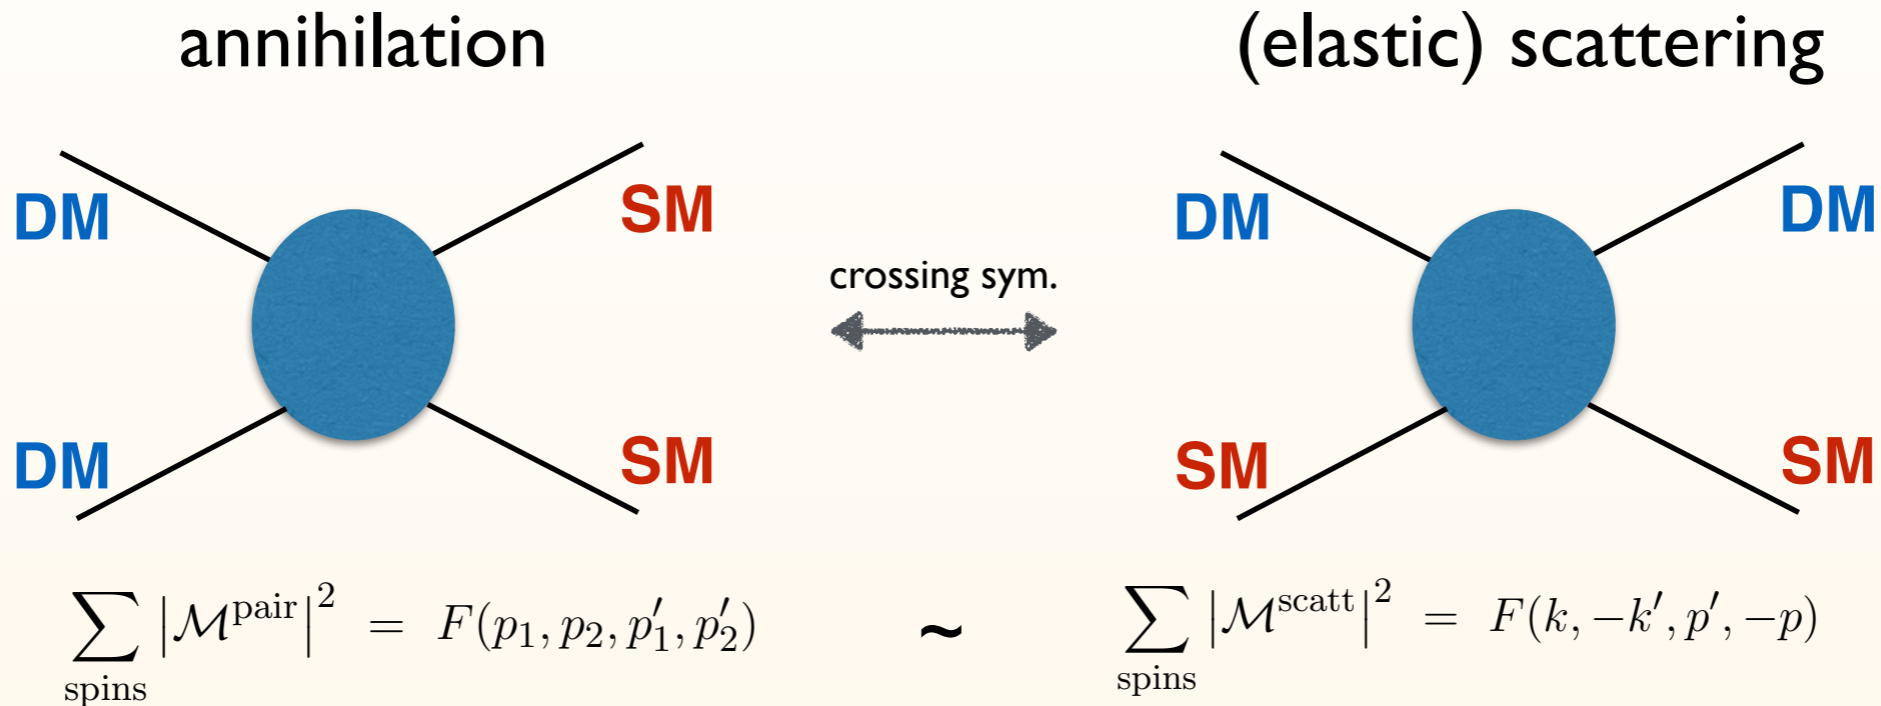 annihilation
(elastic) scattering
DM
SM
DM
DM
crossing sym.
DM
SM
SM
SM
∑ |M^pair|² = F(p₁, p₂, p′₁, p′₂)
spins
~
∑ |M^scatt|² = F(k, −k′, p′, −p)
spins